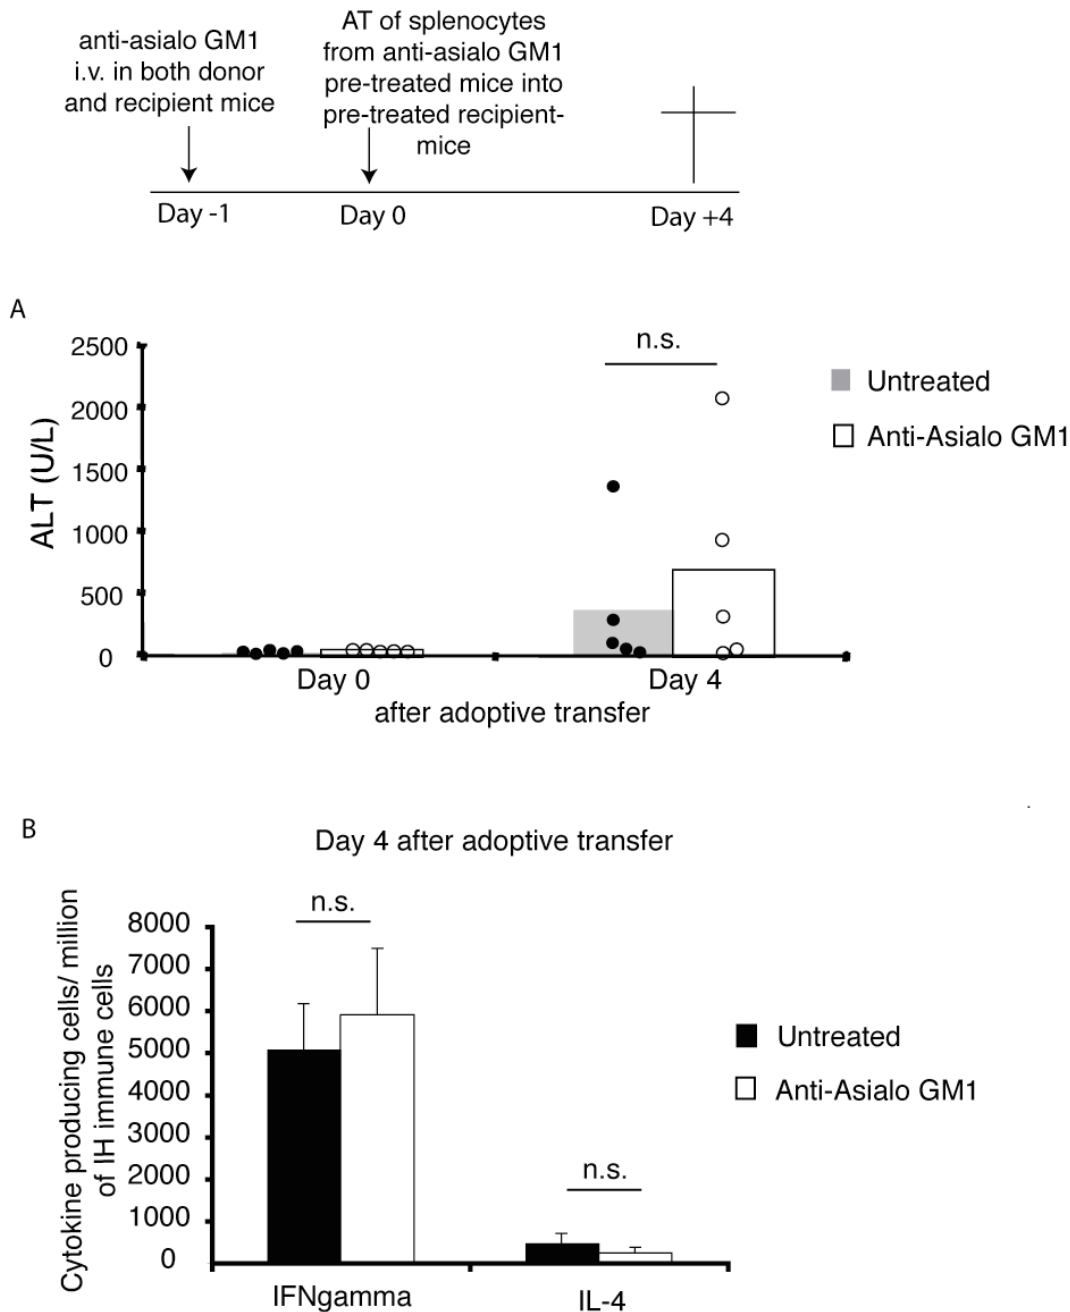 anti-asialo GM1
i.v. in both donor
and recipient mice
AT of splenocytes
from anti-asialo GM1
pre-treated mice into
pre-treated recipient-
mice
Day -1
Day 0
Day +4
A
n.s.
2500
2000
1500
1000
500
0
ALT (U/L)
Untreated
Anti-Asialo GM1
Day 0
Day 4
after adoptive transfer
B
Day 4 after adoptive transfer
Cytokine producing cells/ million
of IH immune cells
8000
7000
6000
5000
4000
3000
2000
1000
0
n.s.
n.s.
Untreated
Anti-Asialo GM1
IFNgamma
IL-4